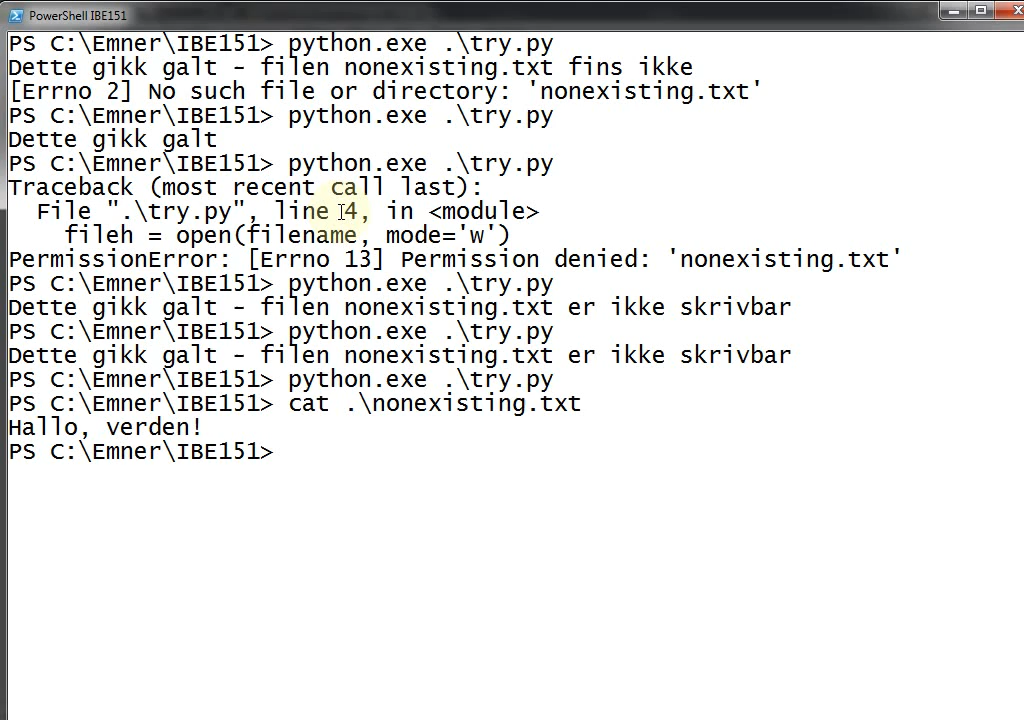 PowerShell IBE151
PS C:\Emner\IBE151> python.exe .\try.py
Dette gikk galt - filen nonexisting.txt fins ikke
[Errno 2] No such file or directory: 'nonexisting.txt'
PS C:\Emner\IBE151> python.exe .\try.py
Dette gikk galt
PS C:\Emner\IBE151> python.exe .\try.py
Traceback (most recent call last):
  File ".\try.py", line 4, in <module>
    fileh = open(filename, mode='w')
PermissionError: [Errno 13] Permission denied: 'nonexisting.txt'
PS C:\Emner\IBE151> python.exe .\try.py
Dette gikk galt - filen nonexisting.txt er ikke skrivbar
PS C:\Emner\IBE151> python.exe .\try.py
Dette gikk galt - filen nonexisting.txt er ikke skrivbar
PS C:\Emner\IBE151> python.exe .\try.py
PS C:\Emner\IBE151> cat .\nonexisting.txt
Hallo, verden!
PS C:\Emner\IBE151>